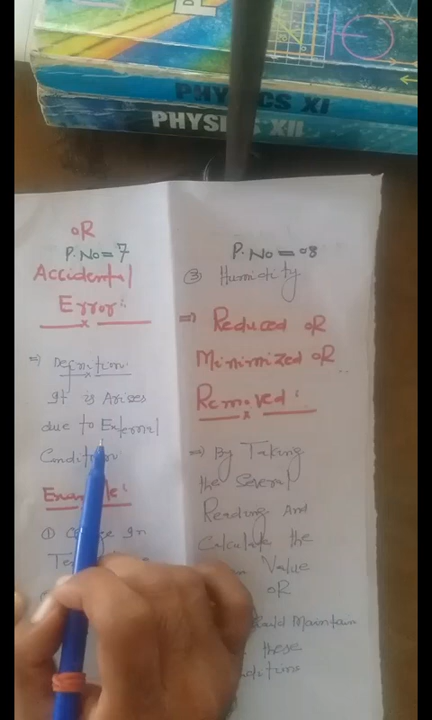 PHYSICS XI
PHYSICS XII
OR
P.No=7
Accidental
Error:
=> Definition:
It is Arises
due to External
Condition
Example:
① Change In
P.No=08
③ Humidity
=> Reduced OR
Minimized OR
Removed:
=> By Taking
the Several
Reading And
Calculate the
Value
OR
Maintain
these